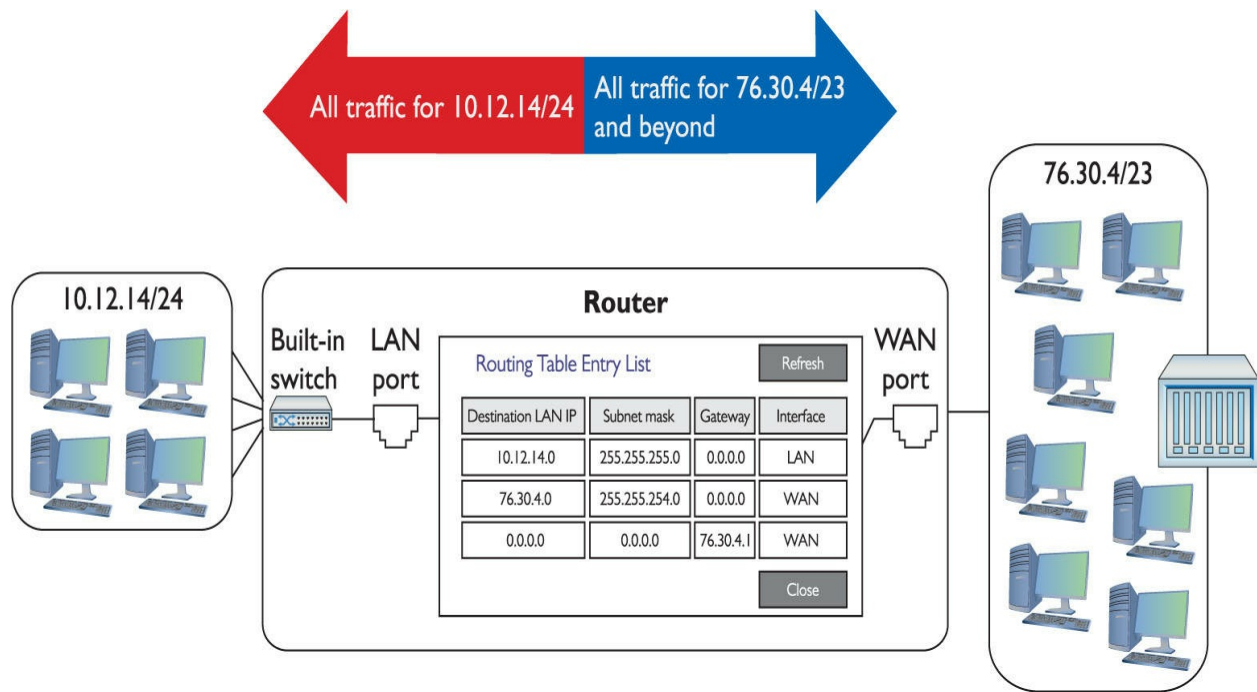 All traffic for 10.12.14/24
All traffic for 76.30.4/23
and beyond
76.30.4/23
10.12.14/24
Router
Built-in
switch
LAN
port
WAN
port
Routing Table Entry List
Refresh
Destination LAN IP Subnet mask Gateway Interface
10.12.14.0 255.255.255.0 0.0.0.0 LAN
76.30.4.0 255.255.254.0 0.0.0.0 WAN
0.0.0.0 0.0.0.0 76.30.4.1 WAN
Close